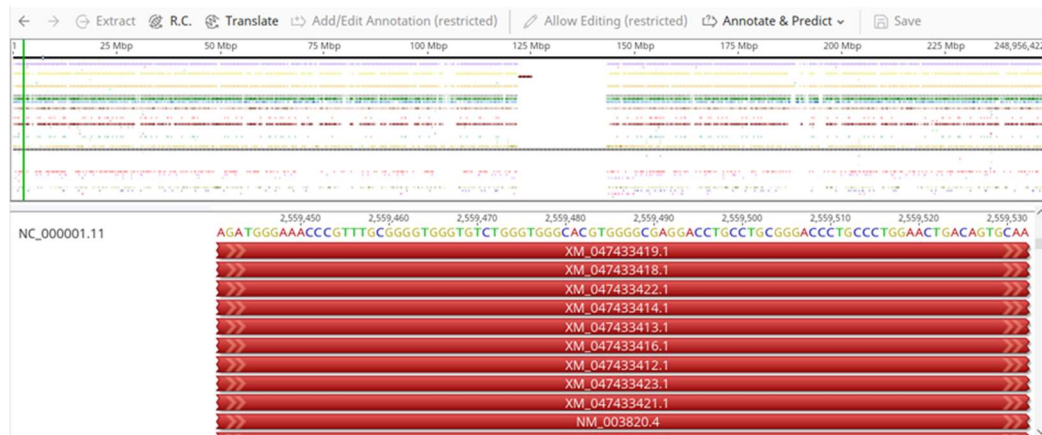 ← → Extract R.C. Translate Add/Edit Annotation (restricted) Allow Editing (restricted) Annotate & Predict Save
1 25 Mbp 50 Mbp 75 Mbp 100 Mbp 125 Mbp 150 Mbp 175 Mbp 200 Mbp 225 Mbp 248,956,422
2,559,450 2,559,460 2,559,470 2,559,480 2,559,490 2,559,500 2,559,510 2,559,520 2,559,530
NC_000001.11 AGATGGGAAACCCGTTTGCGGGGTGGGTGTCTGGGTGGGCACGTGGGGCGAGGACCTGCCTGCGGGACCCTGCCCTGGAACTGACAGTGCAA
XM_047433419.1
XM_047433418.1
XM_047433422.1
XM_047433414.1
XM_047433413.1
XM_047433416.1
XM_047433412.1
XM_047433423.1
XM_047433421.1
NM_003820.4